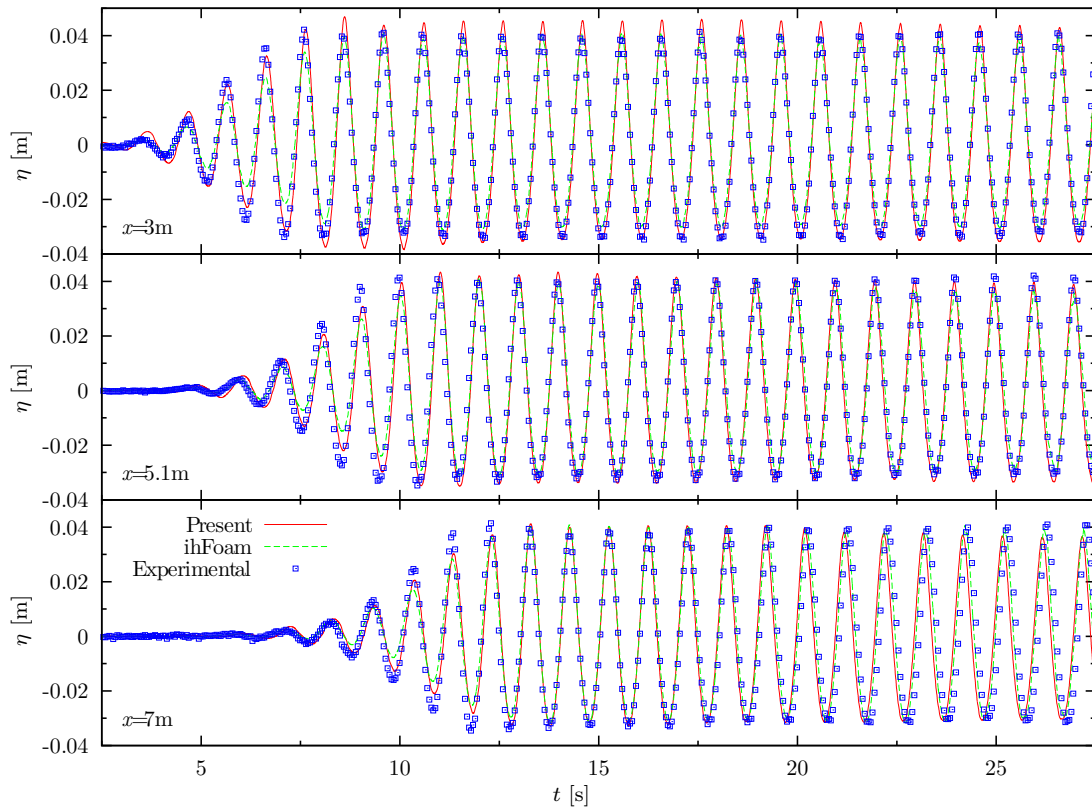 0.04
0.02
0
-0.02
-0.04
η [m]
x=3m
0.04
0.02
0
-0.02
-0.04
η [m]
x=5.1m
0.04
0.02
0
-0.02
-0.04
η [m]
Present
ihFoam
Experimental
x=7m
5 10 15 20 25
t [s]